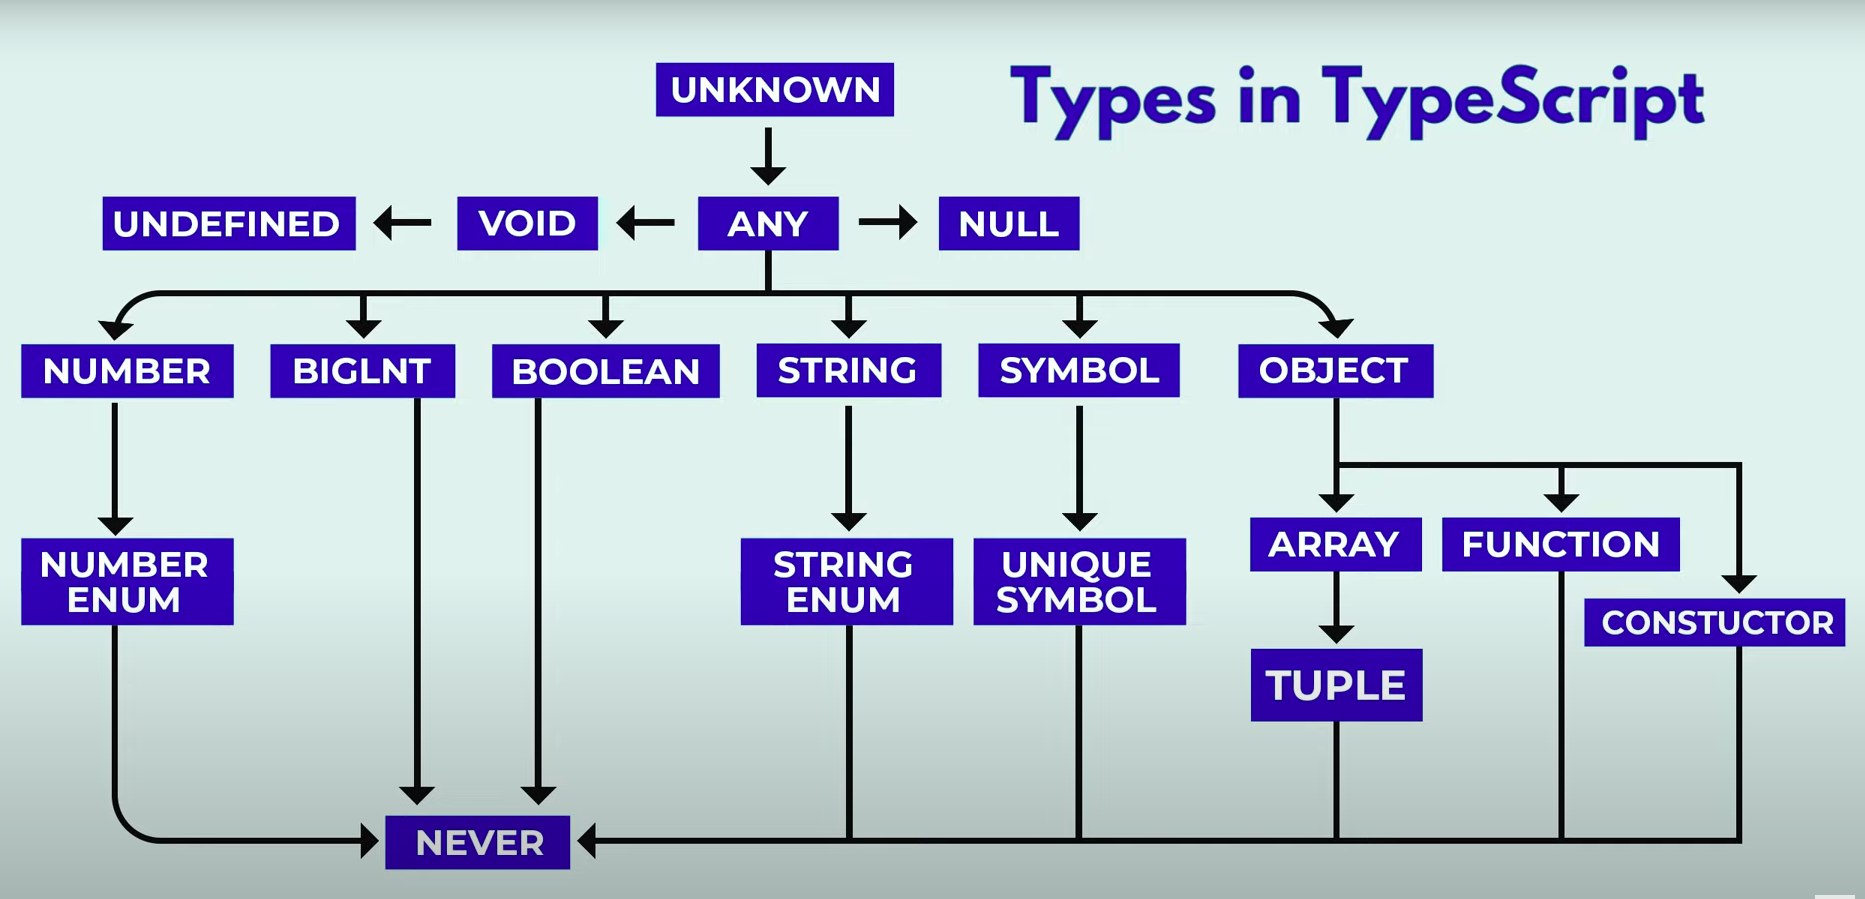 Types in TypeScript
UNKNOWN
UNDEFINED
VOID
ANY
NULL
NUMBER
BIGLNT
BOOLEAN
STRING
SYMBOL
OBJECT
NUMBER
ENUM
STRING
ENUM
UNIQUE
SYMBOL
ARRAY
FUNCTION
CONSTUCTOR
TUPLE
NEVER